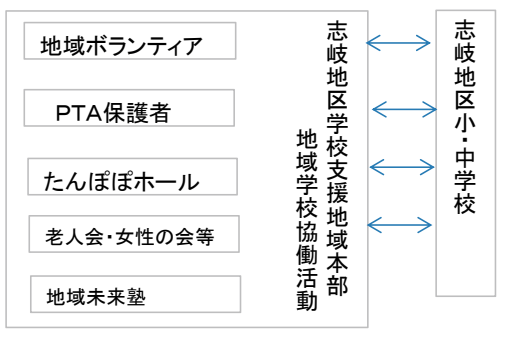 地域ボランティア
PTA保護者
たんぽぽホール
老人会・女性の会等
地域未来塾
志岐地区学校支援地域本部
地域学校協働活動
志岐地区小・中学校